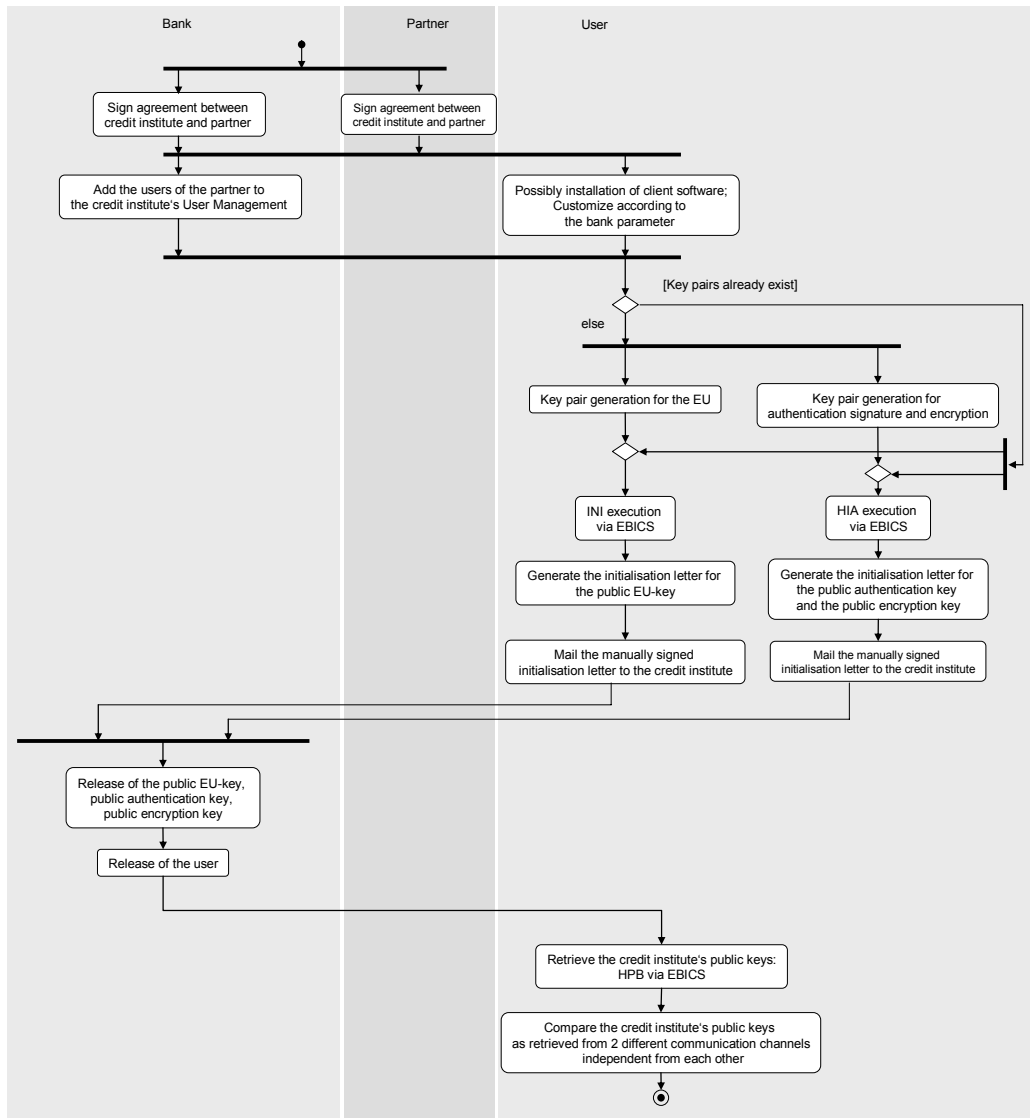 Bank
Partner
User
Sign agreement between
credit institute and partner
Sign agreement between
credit institute and partner
Add the users of the partner to
the credit institute‘s User Management
Possibly installation of client software;
Customize according to
the bank parameter
[Key pairs already exist]
else
Key pair generation for the EU
Key pair generation for
authentication signature and encryption
INI execution
via EBICS
HIA execution
via EBICS
Generate the initialisation letter for
the public EU-key
Generate the initialisation letter for
the public authentication key
and the public encryption key
Mail the manually signed
initialisation letter to the credit institute
Mail the manually signed
initialisation letter to the credit institute
Release of the public EU-key,
public authentication key,
public encryption key
Release of the user
Retrieve the credit institute‘s public keys:
HPB via EBICS
Compare the credit institute‘s public keys
as retrieved from 2 different communication channels
independent from each other